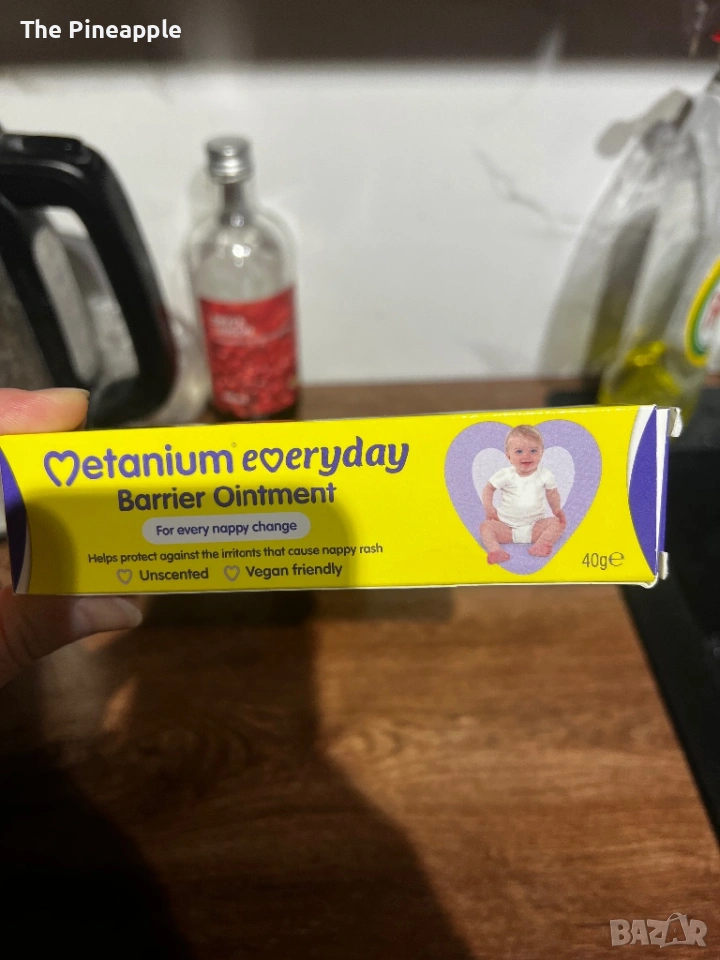 The Pineapple
Metanium everyday
Barrier Ointment
For every nappy change
Helps protect against the irritants that cause nappy rash
Unscented Vegan friendly
40g℮
BAZAR